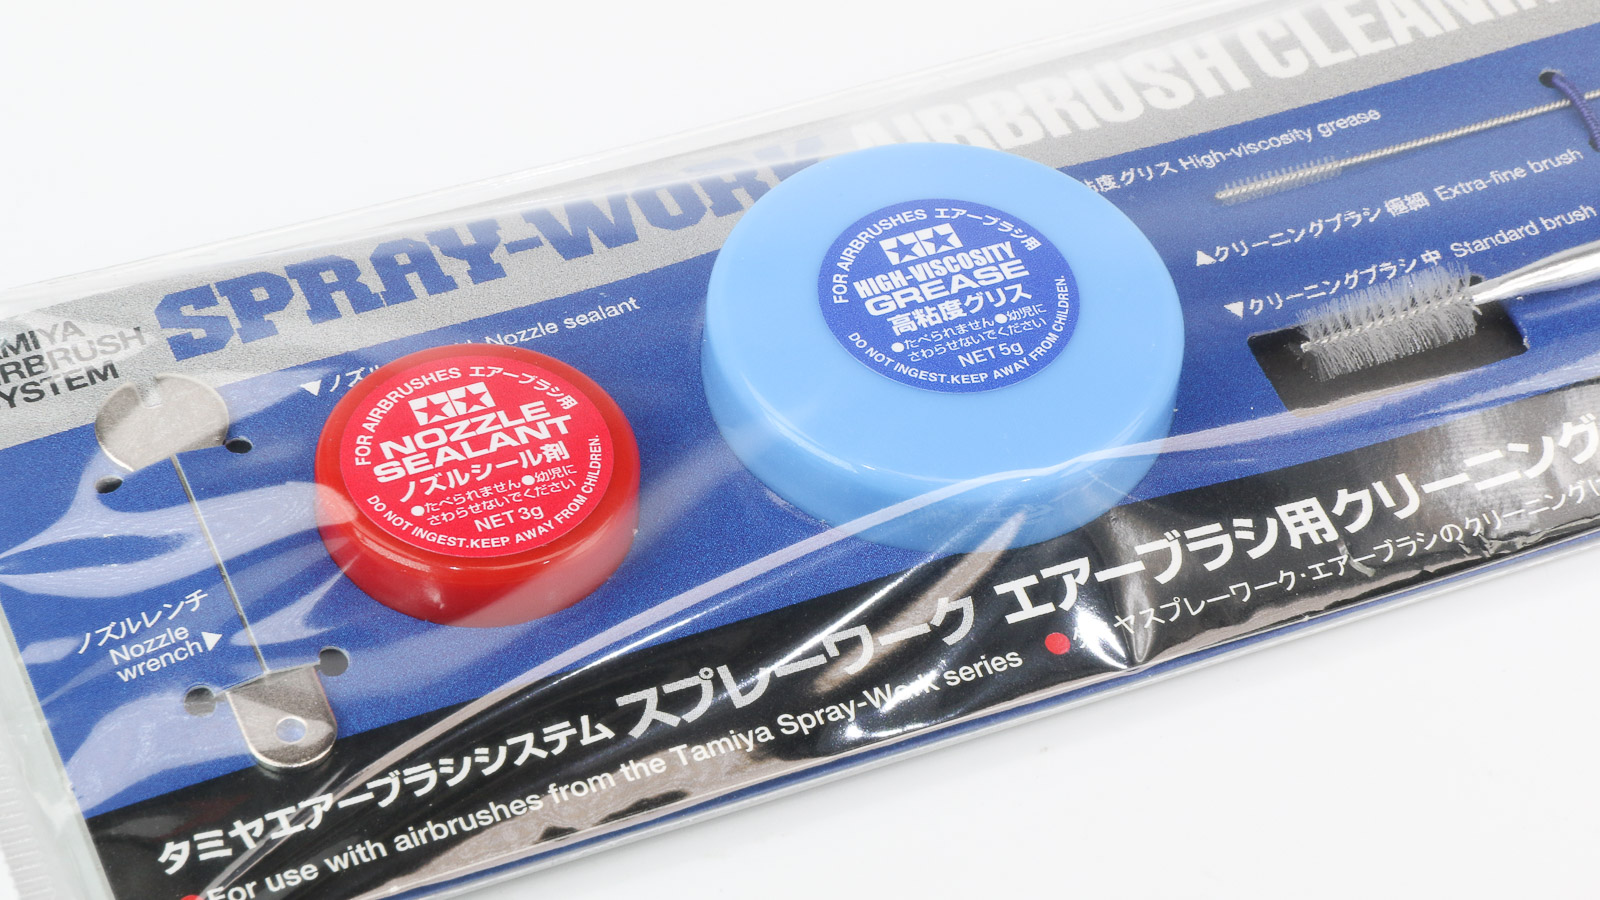 SPRAY-WORK AIRBRUSH
SYSTEM
Nozzle sealant
粘度グリス High-viscosity grease
▲クリーニングブラシ 極細 Extra-fine brush
▼クリーニングブラシ 中 Standard brush
FOR AIRBRUSHES エアーブラシ用
NOZZLE
SEALANT
ノズルシール剤
●たべられません●幼児に
さわらせないでください
NET 3g
DO NOT INGEST.KEEP AWAY FROM CHILDREN.
FOR AIRBRUSHES エアーブラシ用
HIGH-VISCOSITY
GREASE
高粘度グリス
●たべられません●幼児に
さわらせないでください
NET 5g
DO NOT INGEST.KEEP AWAY FROM CHILDREN.
ノズルレンチ
Nozzle
wrench▶
タミヤエアーブラシシステム スプレーワーク エアーブラシ用クリーニング
●For use with airbrushes from the Tamiya Spray-Work series
ヤスプレーワーク・エアーブラシのクリーニング